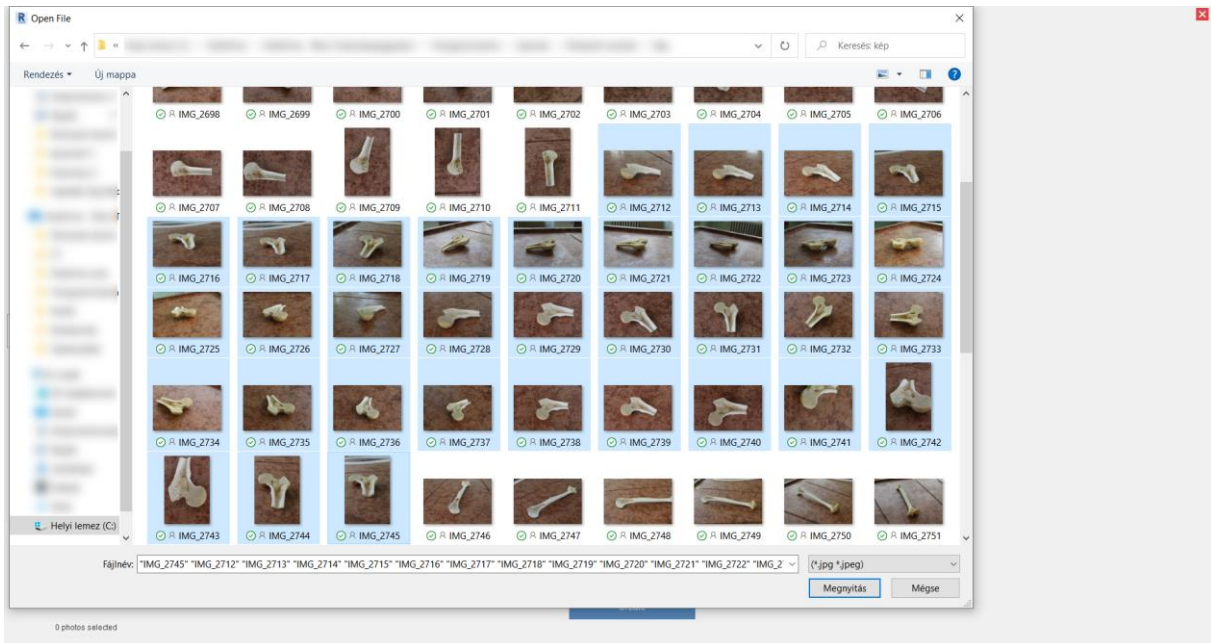 R Open File
Keresés: kép
Rendezés Új mappa
IMG_2698 IMG_2699 IMG_2700 IMG_2701 IMG_2702 IMG_2703 IMG_2704 IMG_2705 IMG_2706
IMG_2707 IMG_2708 IMG_2709 IMG_2710 IMG_2711 IMG_2712 IMG_2713 IMG_2714 IMG_2715
IMG_2716 IMG_2717 IMG_2718 IMG_2719 IMG_2720 IMG_2721 IMG_2722 IMG_2723 IMG_2724
IMG_2725 IMG_2726 IMG_2727 IMG_2728 IMG_2729 IMG_2730 IMG_2731 IMG_2732 IMG_2733
IMG_2734 IMG_2735 IMG_2736 IMG_2737 IMG_2738 IMG_2739 IMG_2740 IMG_2741 IMG_2742
IMG_2743 IMG_2744 IMG_2745 IMG_2746 IMG_2747 IMG_2748 IMG_2749 IMG_2750 IMG_2751
Helyi lemez (C:)
Fájlnév: "IMG_2745" "IMG_2712" "IMG_2713" "IMG_2714" "IMG_2715" "IMG_2716" "IMG_2717" "IMG_2718" "IMG_2719" "IMG_2720" "IMG_2721" "IMG_2722" "IMG_2 (*.jpg *.jpeg)
Megnyitás Mégse
0 photos selected